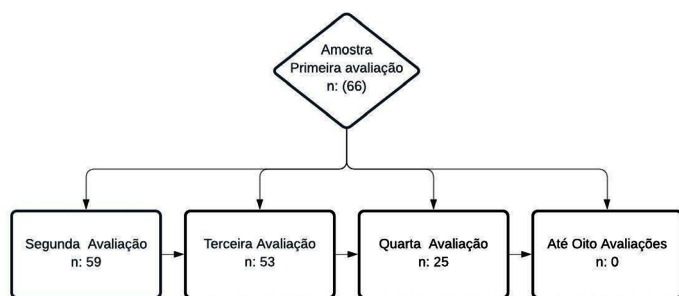 Amostra
Primeira avaliação
n: (66)
Segunda Avaliação
n: 59
Terceira Avaliação
n: 53
Quarta Avaliação
n: 25
Até Oito Avaliações
n: 0